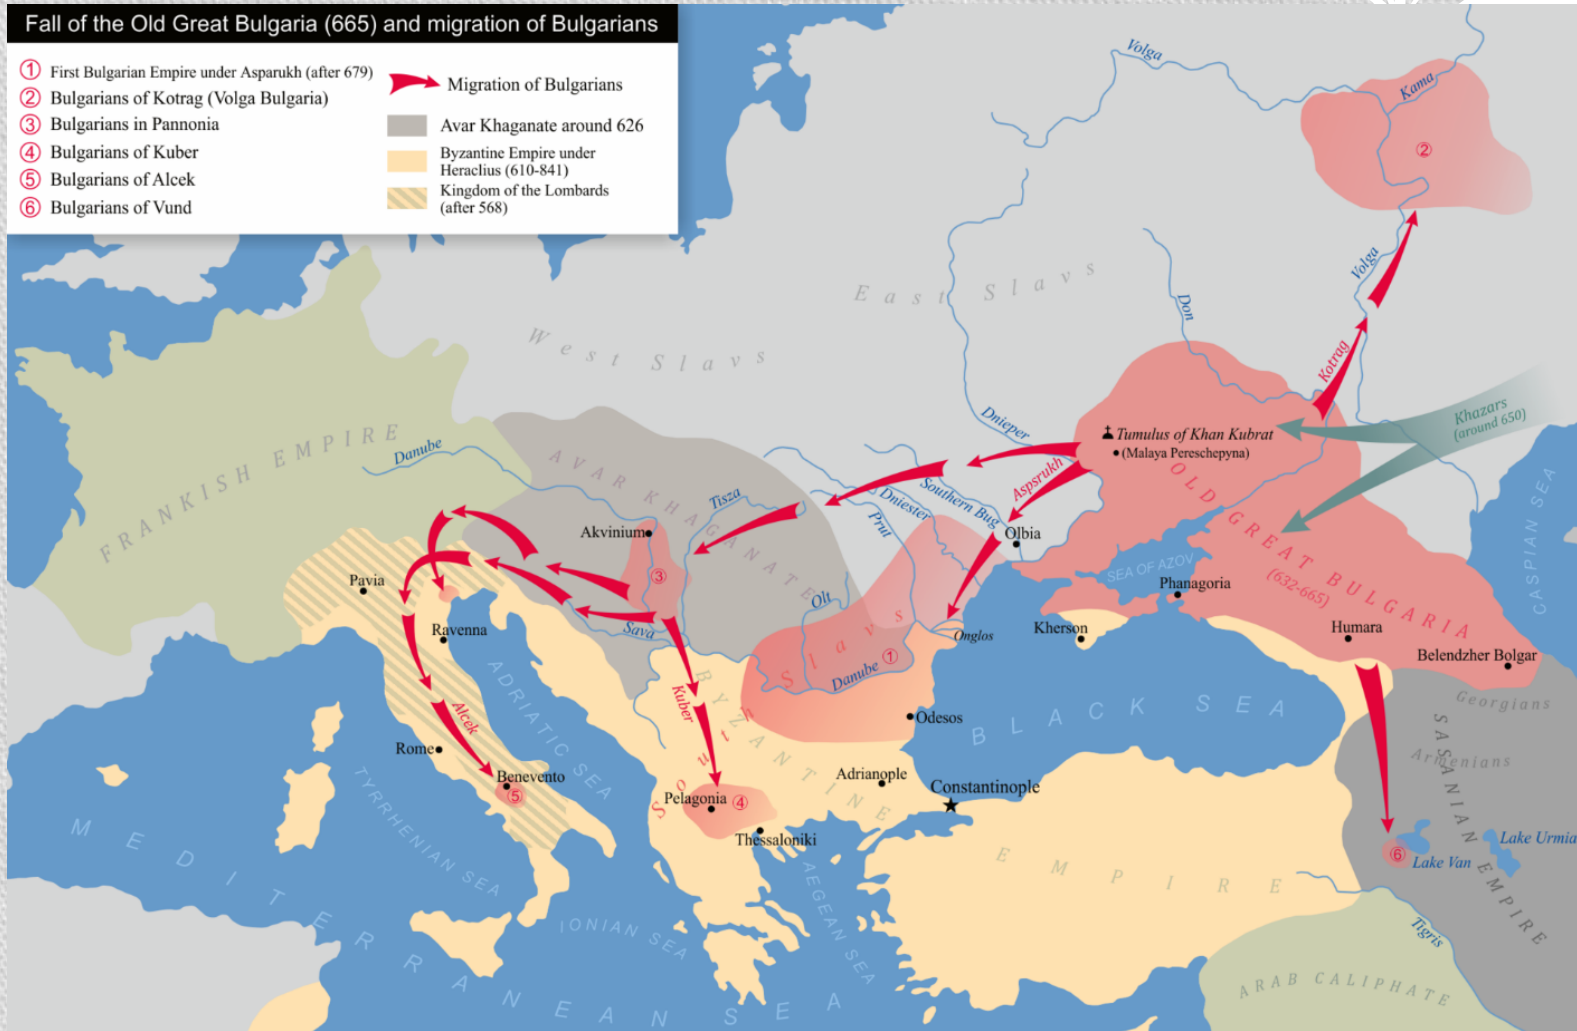 Fall of the Old Great Bulgaria (665) and migration of Bulgarians
① First Bulgarian Empire under Asparukh (after 679)
② Bulgarians of Kotrag (Volga Bulgaria)
③ Bulgarians in Pannonia
④ Bulgarians of Kuber
⑤ Bulgarians of Alcek
⑥ Bulgarians of Vund
Migration of Bulgarians
Avar Khaganate around 626
Byzantine Empire under
Heraclius (610-841)
Kingdom of the Lombards
(after 568)
Volga
Kama
②
Volga
East Slavs
Don
West Slavs
Kotrag
Khazars
(around 650)
Dnieper
Tumulus of Khan Kubrat
(Malaya Pereschepyna)
FRANKISH EMPIRE
Danube
AVAR KHAGANATE
Tisza
Aspsrukh
Southern Bug
Dniester
Prut
OLD GREAT BULGARIA
(632-665)
CASPIAN SEA
Akvinium
Olbia
SEA OF AZOV
Pavia
③
Phanagoria
Olt
Ravenna
Sava
Onglos
Kherson
Humara
Belendzher Bolgar
South Slavs
①
Danube
Georgians
ADRIATIC SEA
Kuber
BYZANTINE
EMPIRE
Odesos
BLACK SEA
SASANIAN EMPIRE
Armenians
Alcek
Rome
Benevento
⑤
Adrianople
Constantinople
Pelagonia
④
Thessaloniki
TYRRHENIAN SEA
Lake Urmia
⑥
Lake Van
MEDITERRANEAN SEA
IONIAN SEA
AEGEAN SEA
Tigris
ARAB CALIPHATE